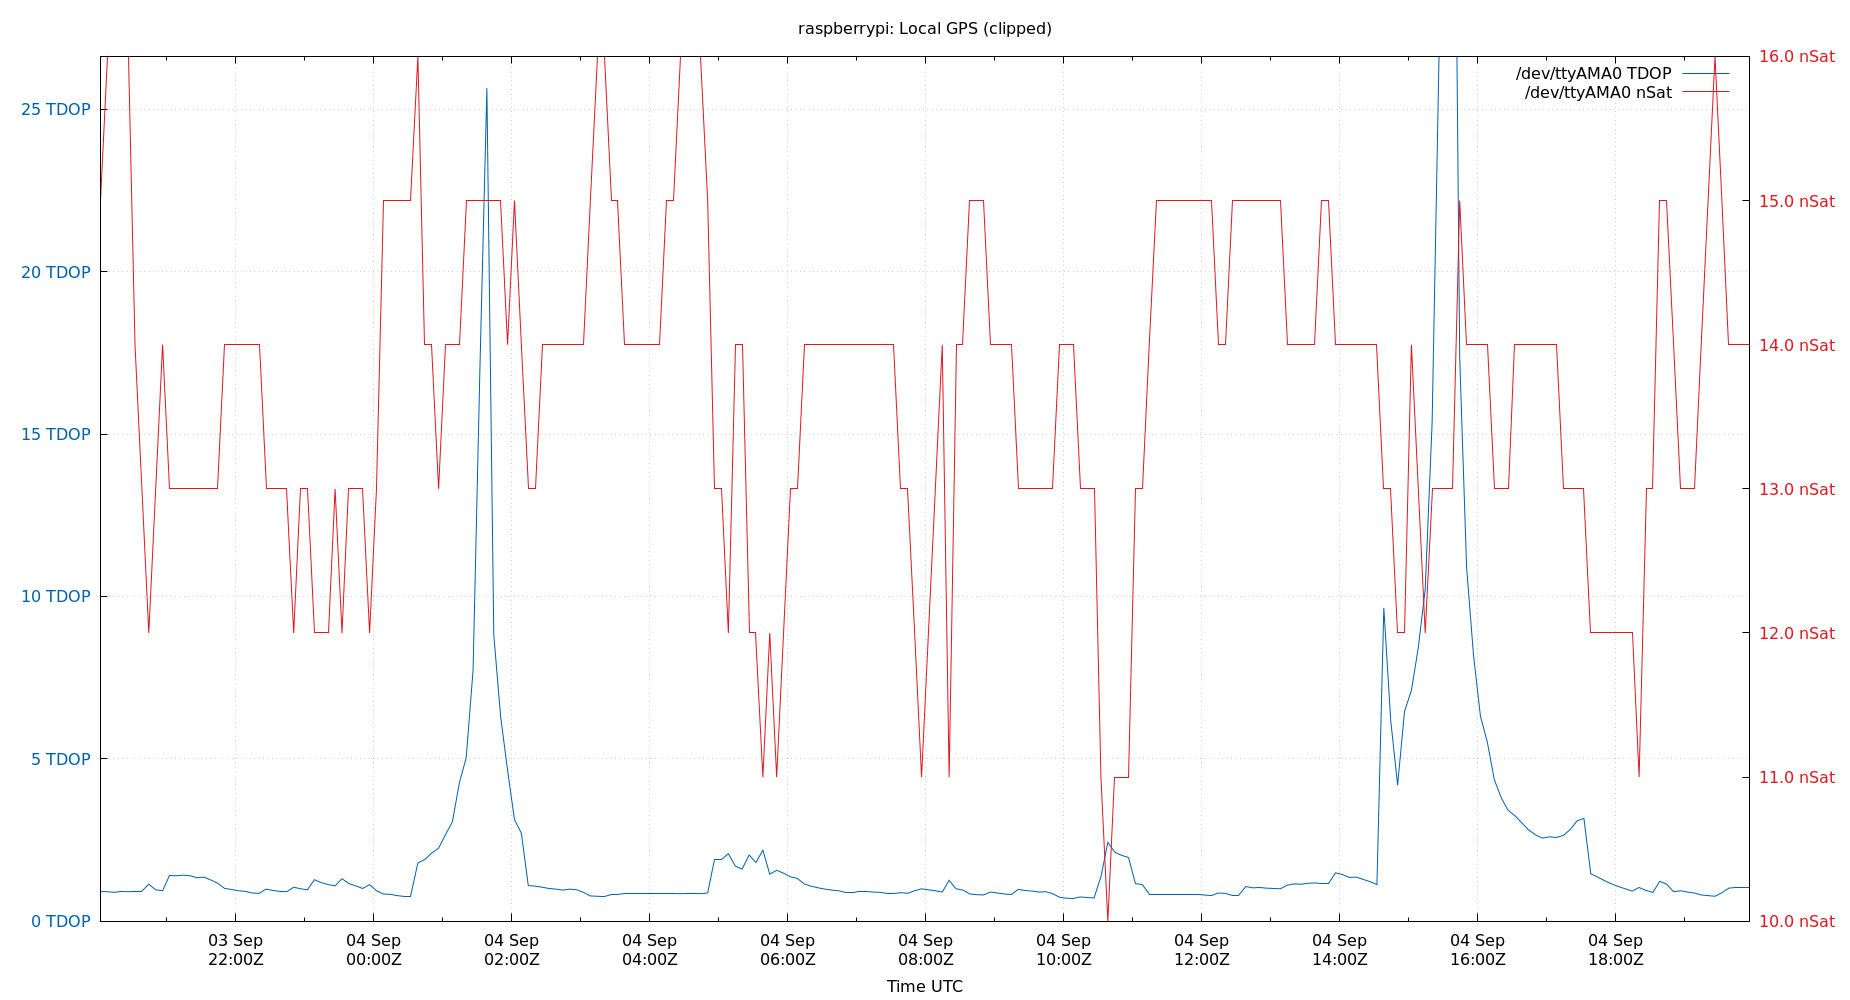 raspberrypi: Local GPS (clipped)
/dev/ttyAMA0 TDOP
/dev/ttyAMA0 nSat
25 TDOP
20 TDOP
15 TDOP
10 TDOP
5 TDOP
0 TDOP
16.0 nSat
15.0 nSat
14.0 nSat
13.0 nSat
12.0 nSat
11.0 nSat
10.0 nSat
03 Sep
22:00Z
04 Sep
00:00Z
04 Sep
02:00Z
04 Sep
04:00Z
04 Sep
06:00Z
04 Sep
08:00Z
04 Sep
10:00Z
04 Sep
12:00Z
04 Sep
14:00Z
04 Sep
16:00Z
04 Sep
18:00Z
Time UTC